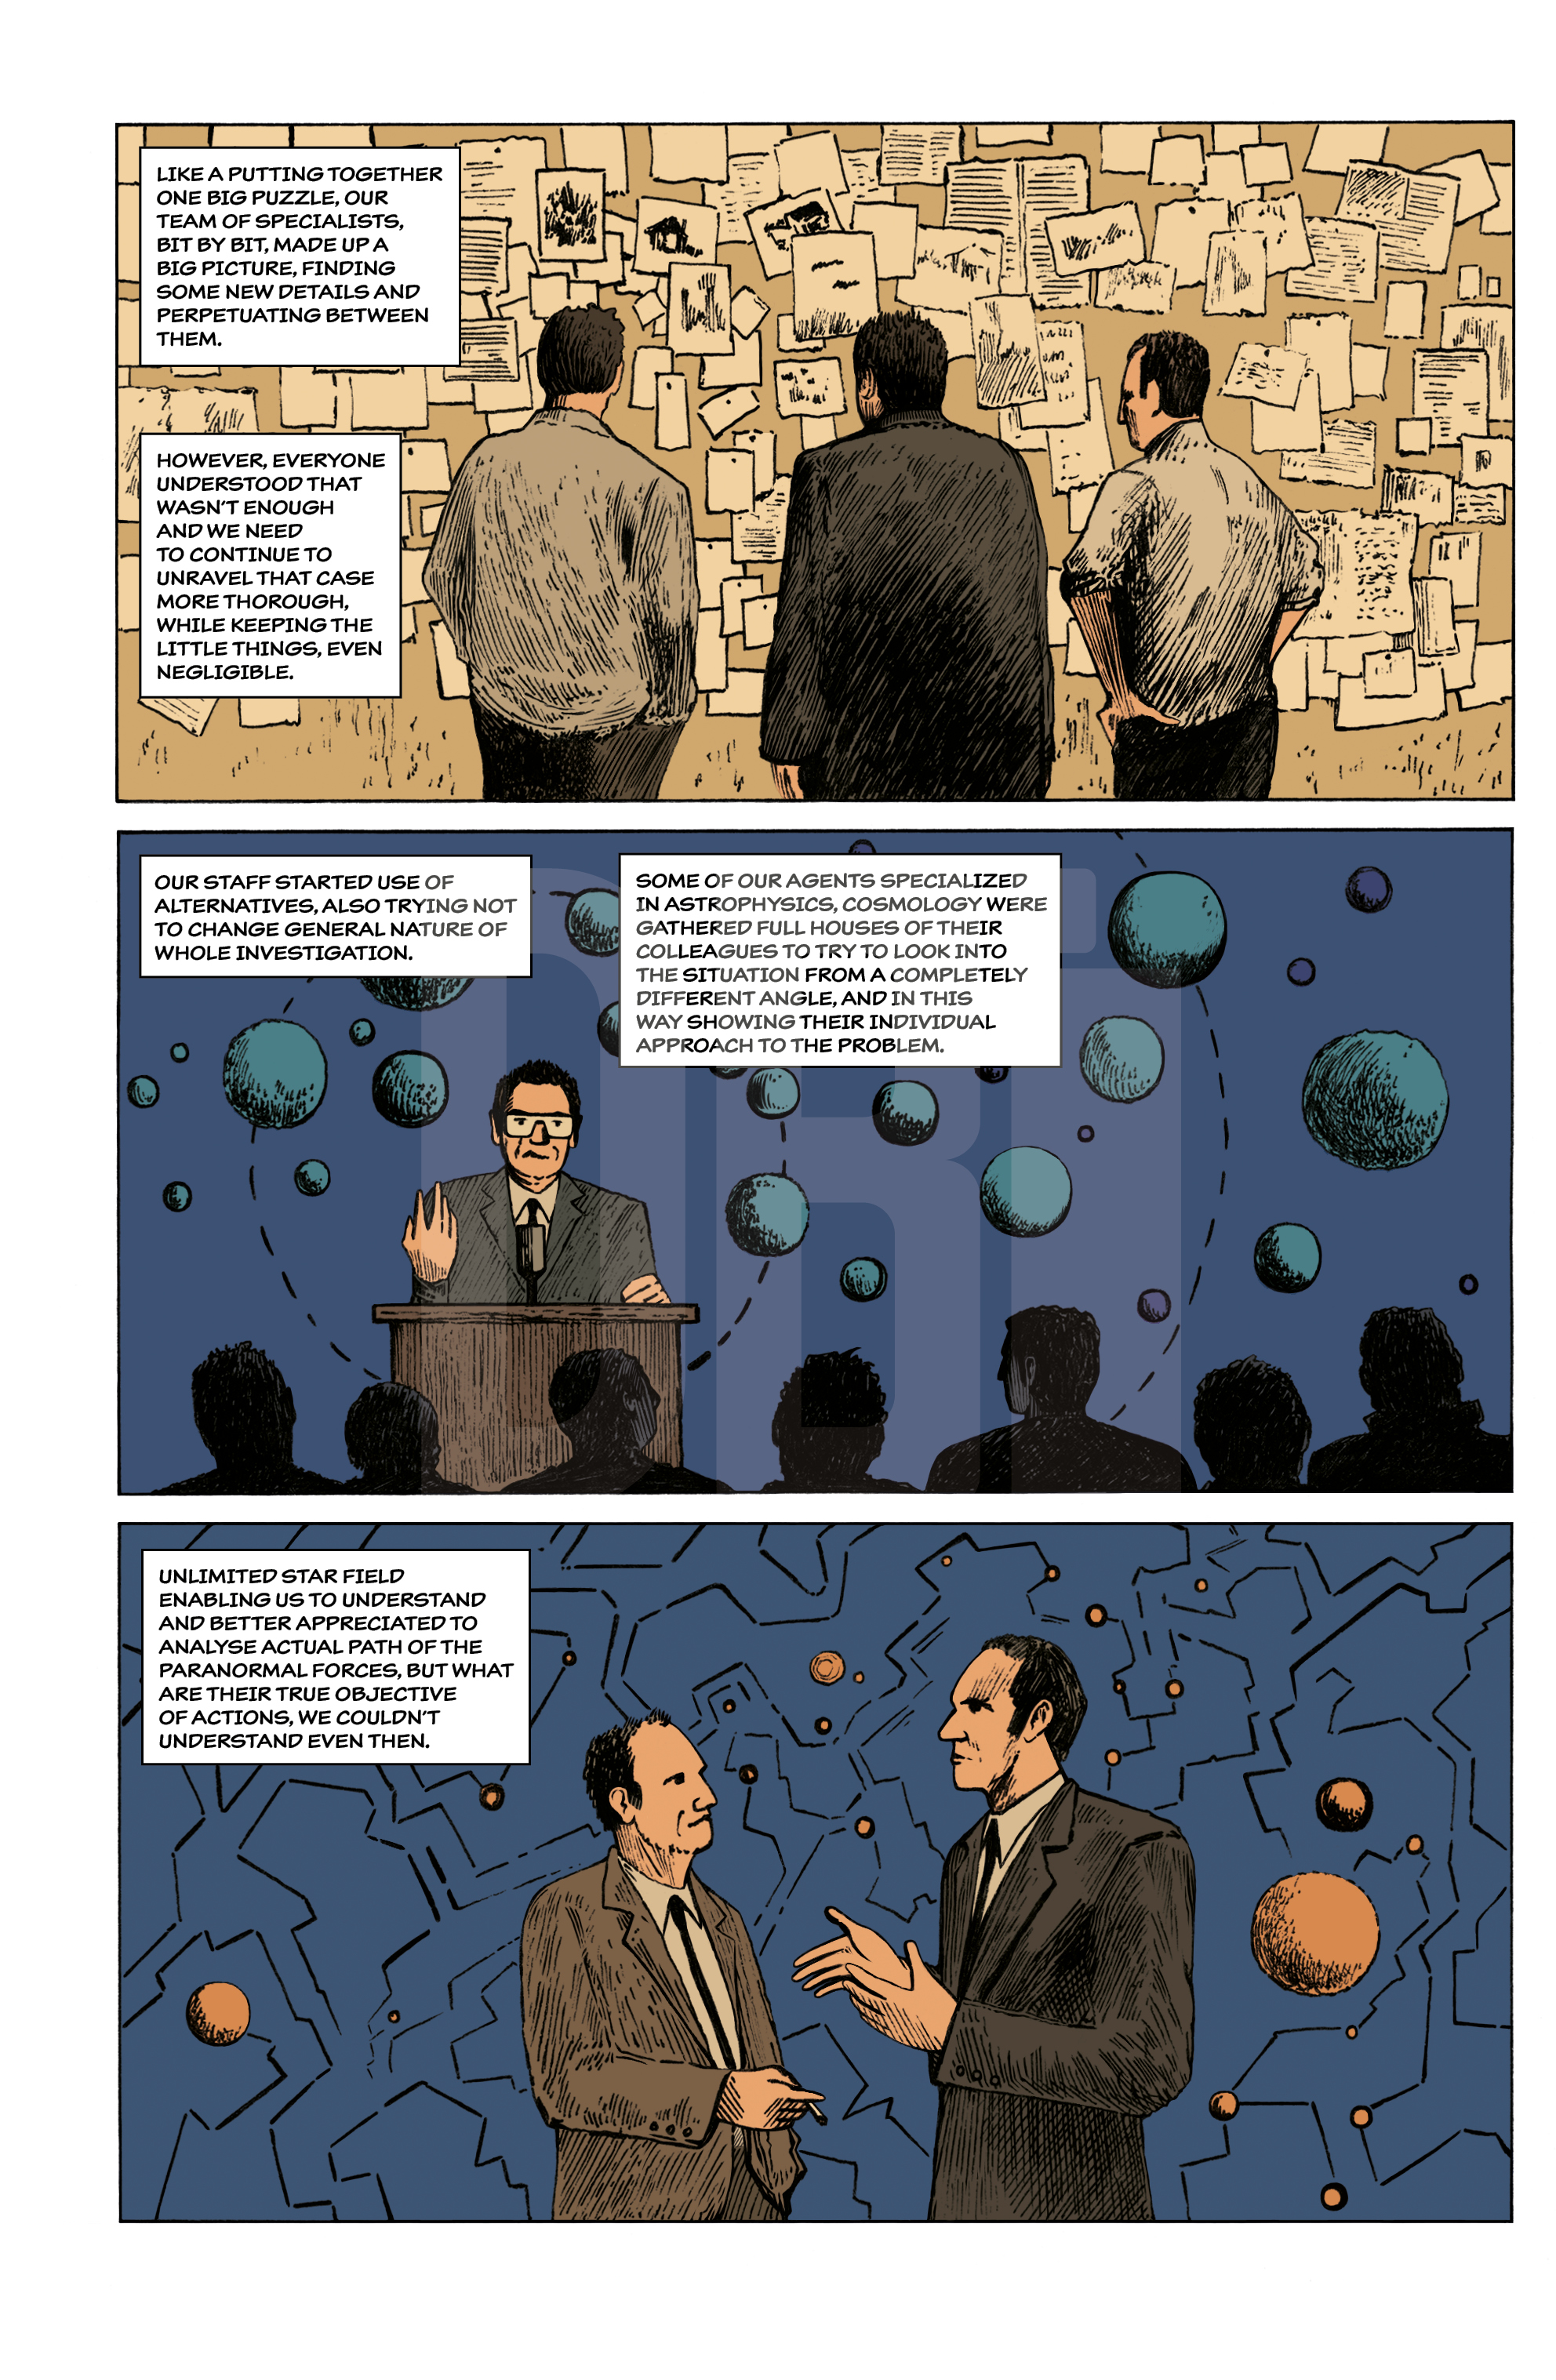 LIKE A PUTTING TOGETHER
ONE BIG PUZZLE, OUR
TEAM OF SPECIALISTS,
BIT BY BIT, MADE UP A
BIG PICTURE, FINDING
SOME NEW DETAILS AND
PERPETUATING BETWEEN
THEM.
HOWEVER, EVERYONE
UNDERSTOOD THAT
WASN'T ENOUGH
AND WE NEED
TO CONTINUE TO
UNRAVEL THAT CASE
MORE THOROUGH,
WHILE KEEPING THE
LITTLE THINGS, EVEN
NEGLIGIBLE.
OUR STAFF STARTED USE OF
ALTERNATIVES, ALSO TRYING NOT
TO CHANGE GENERAL NATURE OF
WHOLE INVESTIGATION.
SOME OF OUR AGENTS SPECIALIZED
IN ASTROPHYSICS, COSMOLOGY WERE
GATHERED FULL HOUSES OF THEIR
COLLEAGUES TO TRY TO LOOK INTO
THE SITUATION FROM A COMPLETELY
DIFFERENT ANGLE, AND IN THIS
WAY SHOWING THEIR INDIVIDUAL
APPROACH TO THE PROBLEM.
UNLIMITED STAR FIELD
ENABLING US TO UNDERSTAND
AND BETTER APPRECIATED TO
ANALYSE ACTUAL PATH OF THE
PARANORMAL FORCES, BUT WHAT
ARE THEIR TRUE OBJECTIVE
OF ACTIONS, WE COULDN'T
UNDERSTAND EVEN THEN.